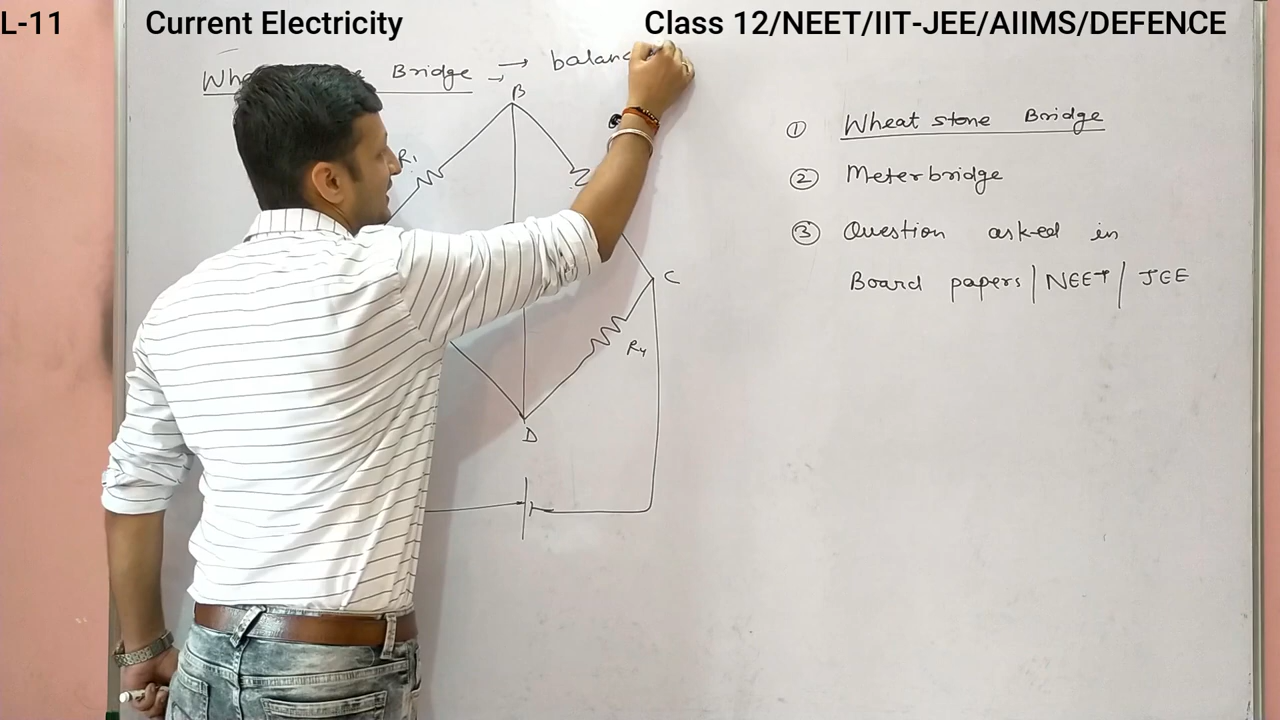 L-11 Current Electricity Class 12/NEET/IIT-JEE/AIIMS/DEFENCE
Bridge → balanc
B
R1
C
R4
D
① Wheat stone Bridge
② Meterbridge
③ Question asked in
Board papers | NEET | JEE